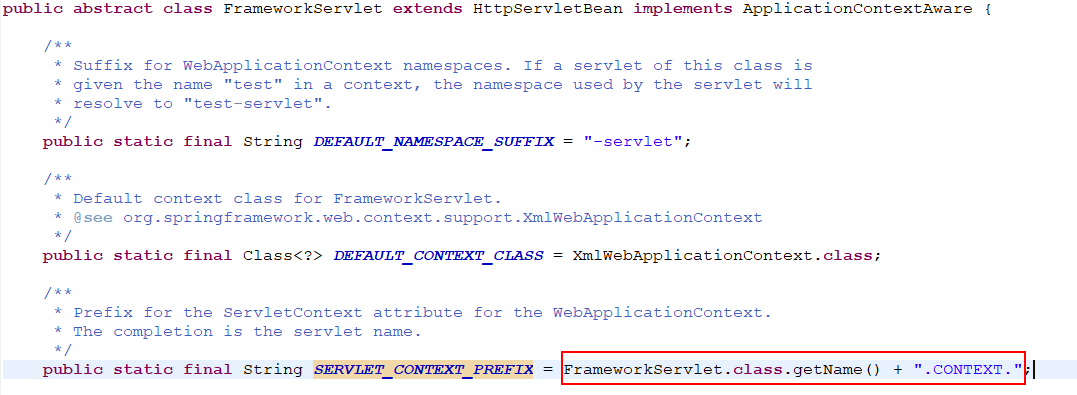 public abstract class FrameworkServlet extends HttpServletBean implements ApplicationContextAware {
/**
* Suffix for WebApplicationContext namespaces. If a servlet of this class is
* given the name "test" in a context, the namespace used by the servlet will
* resolve to "test-servlet".
*/
public static final String DEFAULT_NAMESPACE_SUFFIX = "-servlet";
/**
* Default context class for FrameworkServlet.
* @see org.springframework.web.context.support.XmlWebApplicationContext
*/
public static final Class<?> DEFAULT_CONTEXT_CLASS = XmlWebApplicationContext.class;
/**
* Prefix for the ServletContext attribute for the WebApplicationContext.
* The completion is the servlet name.
*/
public static final String SERVLET_CONTEXT_PREFIX = FrameworkServlet.class.getName() + ".CONTEXT.";